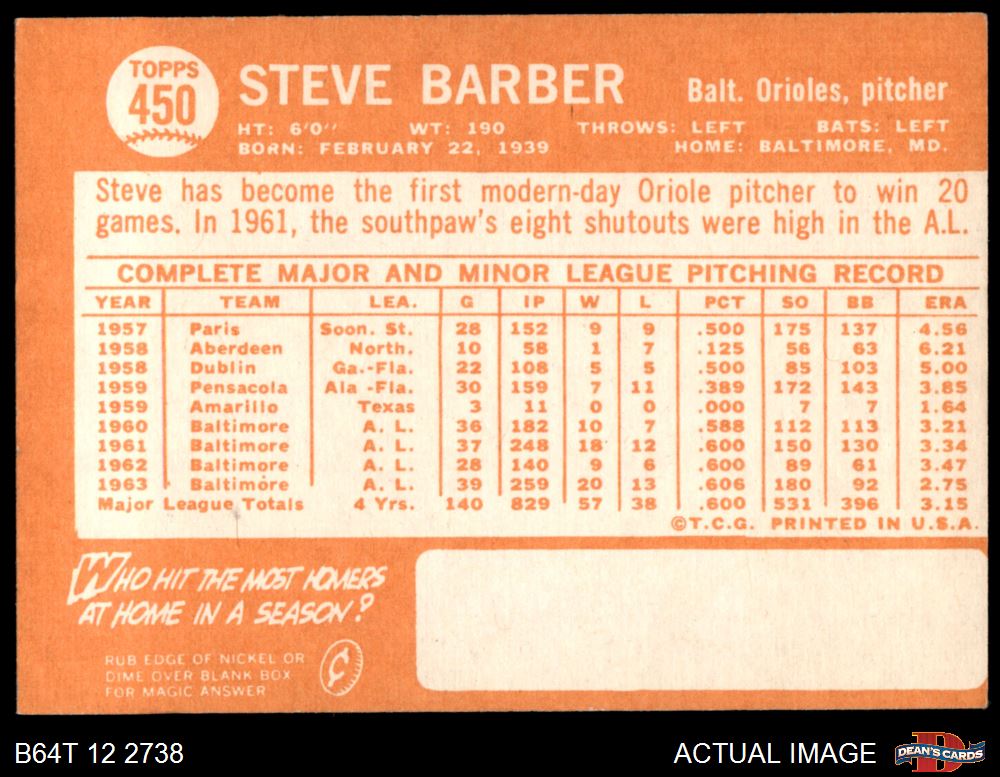 TOPPS
450
STEVE BARBER
Balt. Orioles, pitcher
HT: 6'0" WT: 190 THROWS: LEFT BATS: LEFT
BORN: FEBRUARY 22, 1939 HOME: BALTIMORE, MD.
Steve has become the first modern-day Oriole pitcher to win 20
games. In 1961, the southpaw's eight shutouts were high in the A.L.
COMPLETE MAJOR AND MINOR LEAGUE PITCHING RECORD
YEAR TEAM LEA. G IP W L PCT SO BB ERA
1957 Paris Soon. St. 28 152 9 9 .500 175 137 4.56
1958 Aberdeen North. 10 58 1 7 .125 56 63 6.21
1958 Dublin Ga.-Fla. 22 108 5 5 .500 85 103 5.00
1959 Pensacola Ala -Fla. 30 159 7 11 .389 172 143 3.85
1959 Amarillo Texas 3 11 0 0 .000 7 7 1.64
1960 Baltimore A. L. 36 182 10 7 .588 112 113 3.21
1961 Baltimore A. L. 37 248 18 12 .600 150 130 3.34
1962 Baltimore A. L. 28 140 9 6 .600 89 61 3.47
1963 Baltimore A. L. 39 259 20 13 .606 180 92 2.75
Major League Totals 4 Yrs. 140 829 57 38 .600 531 396 3.15
©T.C.G. PRINTED IN U.S.A.
WHO HIT THE MOST HOMERS
AT HOME IN A SEASON?
RUB EDGE OF NICKEL OR
DIME OVER BLANK BOX
FOR MAGIC ANSWER
¢
B64T 12 2738 ACTUAL IMAGE
D
DEAN'S CARDS